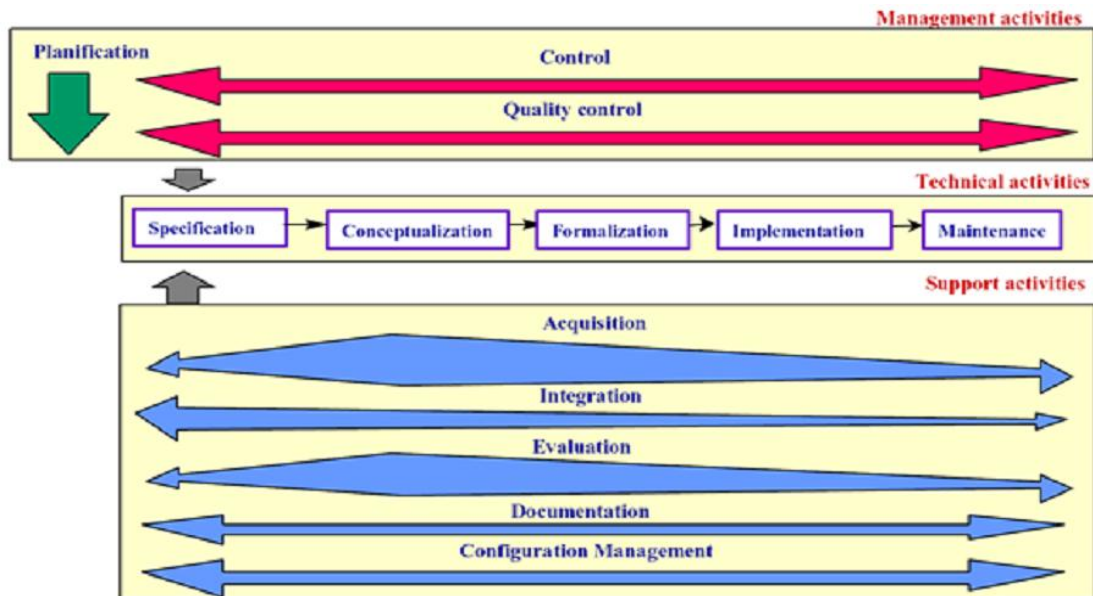 Management activities
Planification
Control
Quality control
Technical activities
Specification
Conceptualization
Formalization
Implementation
Maintenance
Support activities
Acquisition
Integration
Evaluation
Documentation
Configuration Management